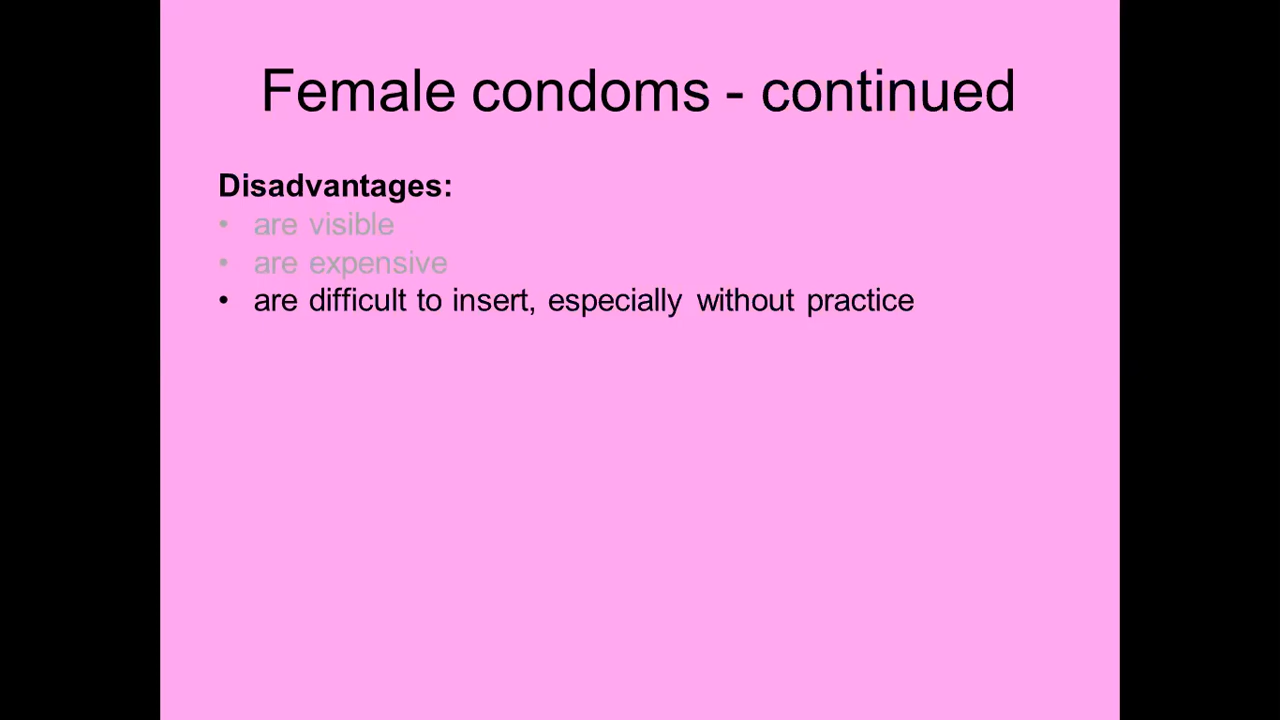 Female condoms - continued
Disadvantages:
• are visible
• are expensive
• are difficult to insert, especially without practice